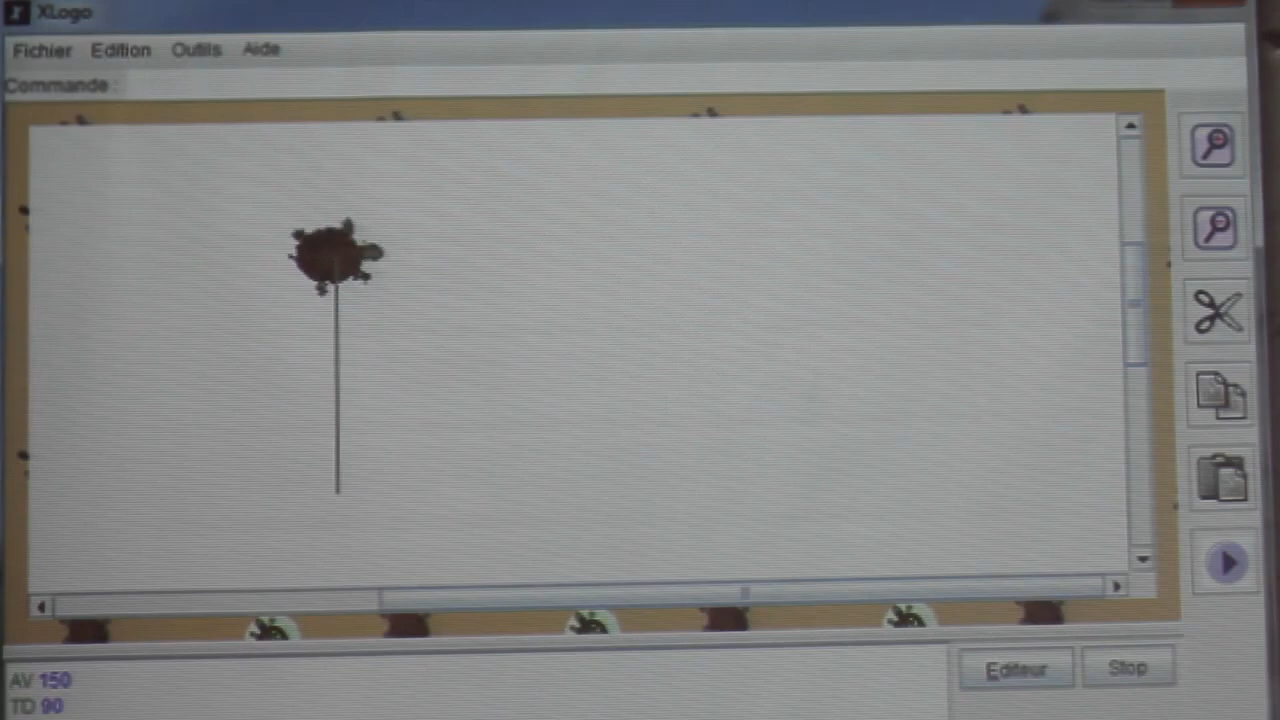 XLogo
Fichier Edition Outils Aide
Commande :
Editeur Stop
AV 150
TD 90